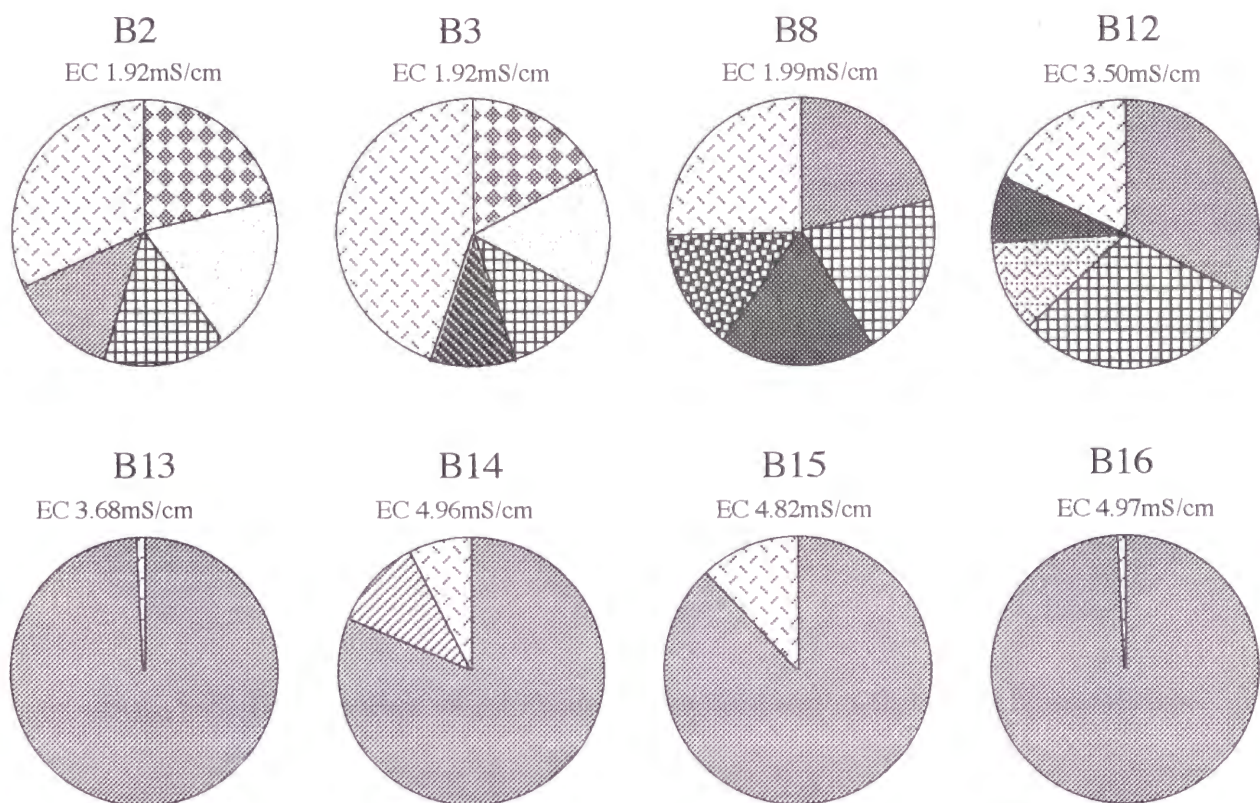 B2
EC 1.92mS/cm
B3
EC 1.92mS/cm
B8
EC 1.99mS/cm
B12
EC 3.50mS/cm
B13
EC 3.68mS/cm
B14
EC 4.96mS/cm
B15
EC 4.82mS/cm
B16
EC 4.97mS/cm